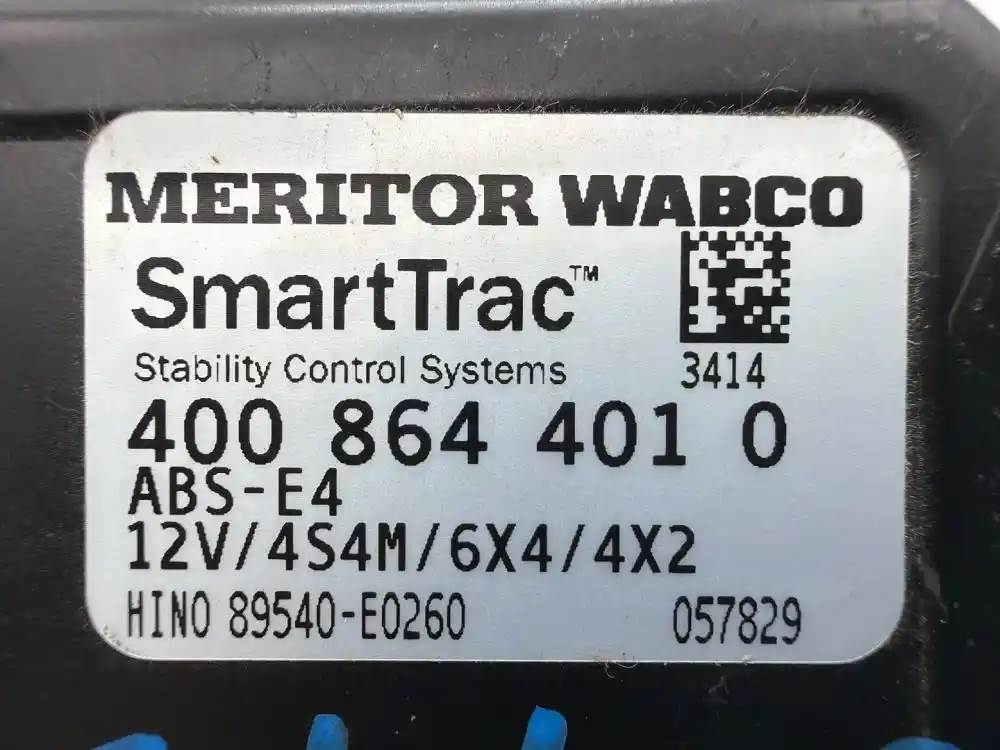 MERITOR WABCO
SmartTrac™
Stability Control Systems
3414
400 864 401 0
ABS-E4
12V/4S4M/6X4/4X2
HINO 89540-E0260 057829